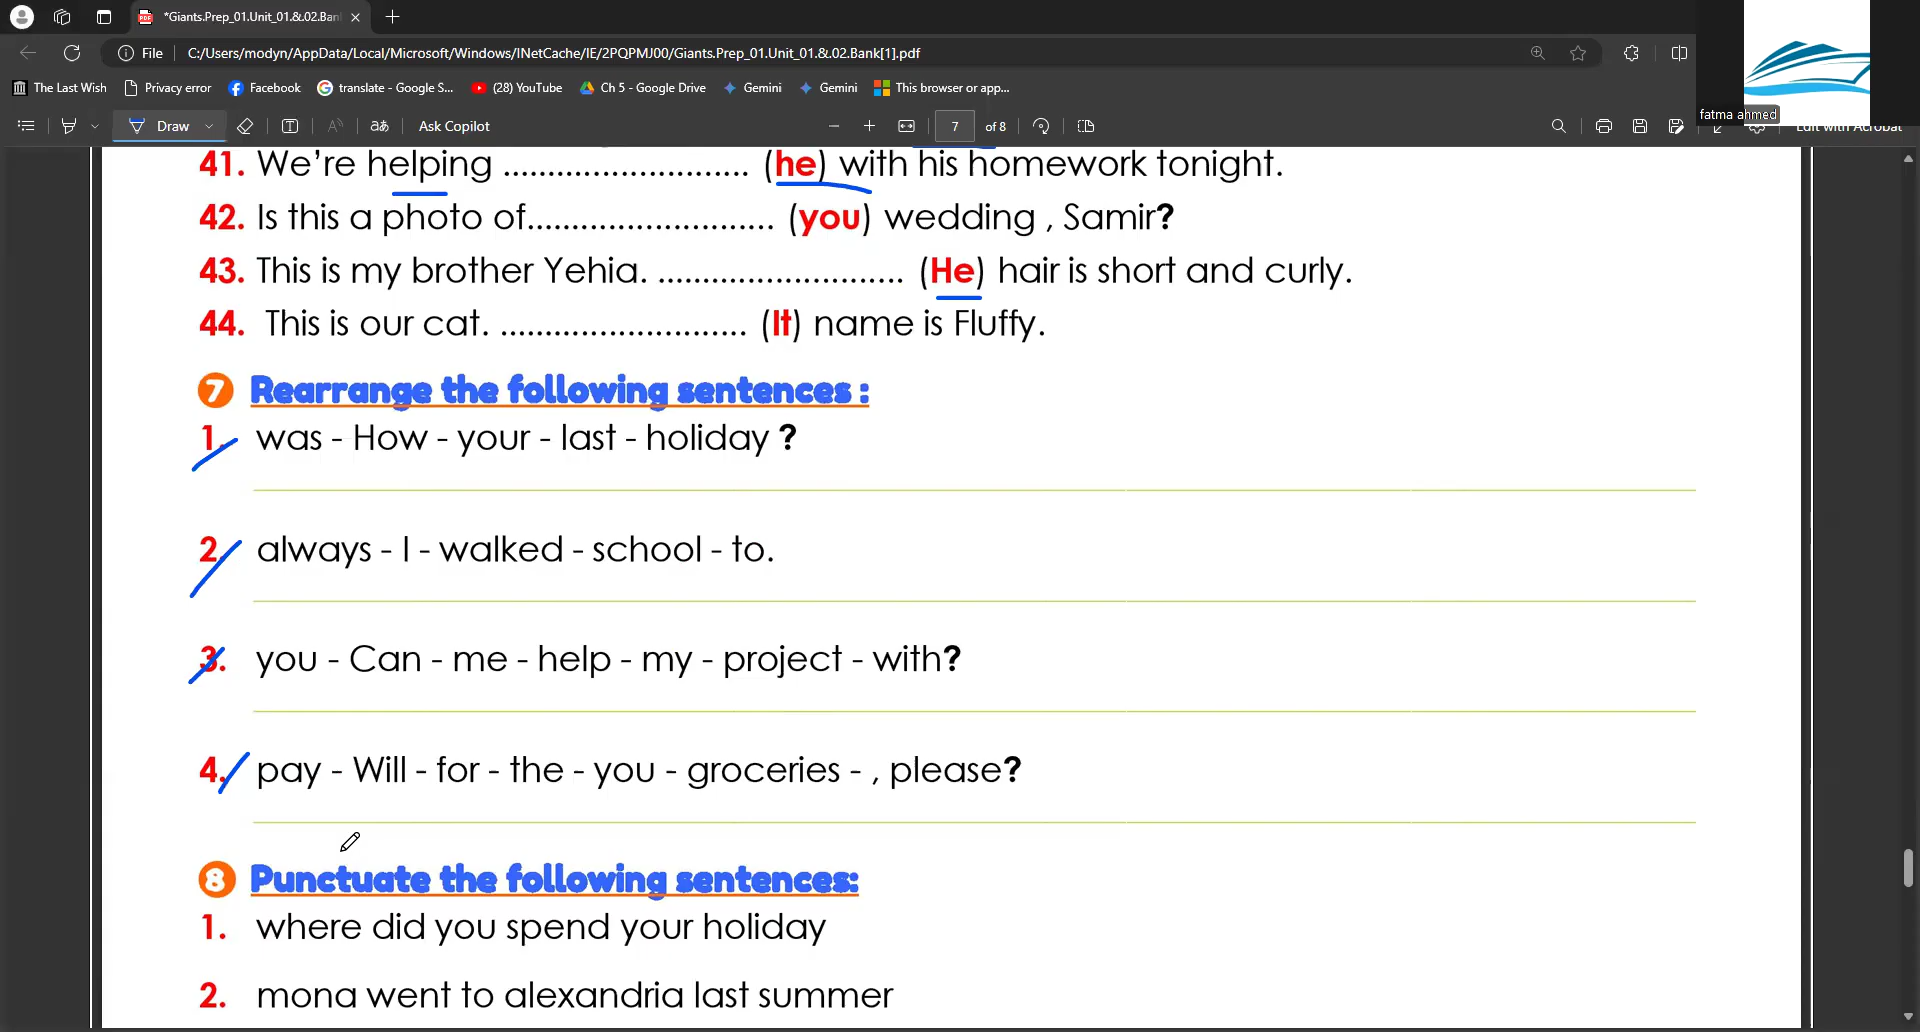 *Giants.Prep_01.Unit_01.&.02.Ban
File C:/Users/modyn/AppData/Local/Microsoft/Windows/INetCache/IE/2PQPMJ00/Giants.Prep_01.Unit_01.&.02.Bank[1].pdf
The Last Wish Privacy error Facebook translate - Google S... (28) YouTube Ch 5 - Google Drive Gemini Gemini This browser or app...
fatma ahmed
Draw Ask Copilot 7 of 8 Edit with Acrobat
41. We're helping ............................ (he) with his homework tonight.
42. Is this a photo of............................ (you) wedding , Samir?
43. This is my brother Yehia. ............................ (He) hair is short and curly.
44. This is our cat. ............................ (It) name is Fluffy.
7 Rearrange the following sentences :
1. was - How - your - last - holiday ?
2. always - I - walked - school - to.
3. you - Can - me - help - my - project - with?
4. pay - Will - for - the - you - groceries - , please?
8 Punctuate the following sentences:
1. where did you spend your holiday
2. mona went to alexandria last summer